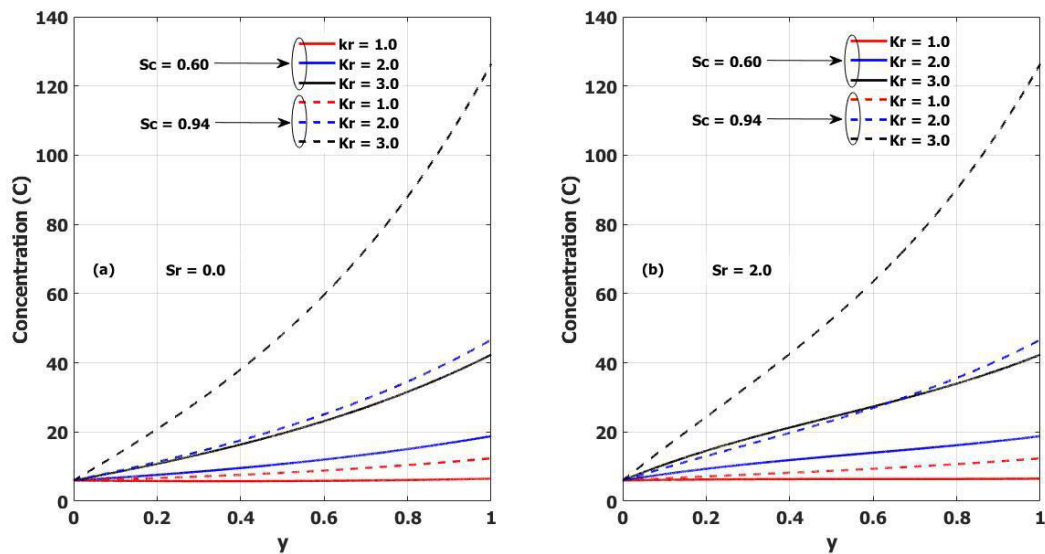 140
120
100
80
60
40
20
0
Concentration (C)
Sc = 0.60
kr = 1.0
Kr = 2.0
Kr = 3.0
Sc = 0.94
Kr = 1.0
Kr = 2.0
Kr = 3.0
(a) Sr = 0.0
0 0.2 0.4 0.6 0.8 1
y
140
120
100
80
60
40
20
0
Concentration (C)
Sc = 0.60
Kr = 1.0
Kr = 2.0
Kr = 3.0
Sc = 0.94
Kr = 1.0
Kr = 2.0
Kr = 3.0
(b) Sr = 2.0
0 0.2 0.4 0.6 0.8 1
y